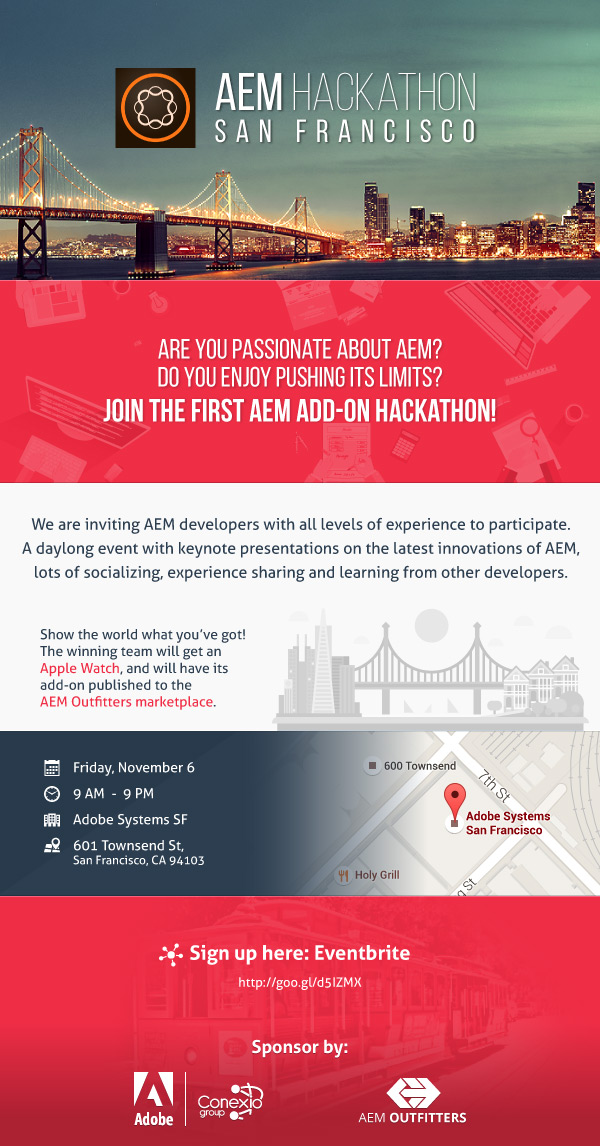 AEM HACKATHON
SAN FRANCISCO
ARE YOU PASSIONATE ABOUT AEM?
DO YOU ENJOY PUSHING ITS LIMITS?
JOIN THE FIRST AEM ADD-ON HACKATHON!
We are inviting AEM developers with all levels of experience to participate.
A daylong event with keynote presentations on the latest innovations of AEM,
lots of socializing, experience sharing and learning from other developers.
Show the world what you've got!
The winning team will get an
Apple Watch, and will have its
add-on published to the
AEM Outfitters marketplace.
Friday, November 6
9 AM - 9 PM
Adobe Systems SF
601 Townsend St,
San Francisco, CA 94103
600 Townsend
7th St
Adobe Systems
San Francisco
Holy Grill
g St
Sign up here: Eventbrite
http://goo.gl/d5IZMX
Sponsor by:
Adobe
Conexio
group
AEM OUTFITTERS